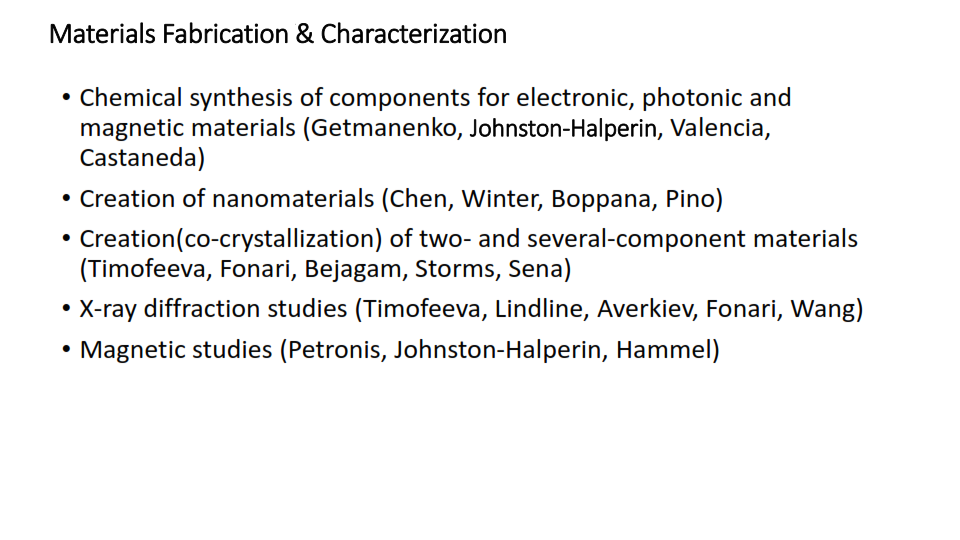 Materials Fabrication & Characterization
• Chemical synthesis of components for electronic, photonic and
magnetic materials (Getmanenko, Johnston-Halperin, Valencia,
Castaneda)
• Creation of nanomaterials (Chen, Winter, Boppana, Pino)
• Creation(co-crystallization) of two- and several-component materials
(Timofeeva, Fonari, Bejagam, Storms, Sena)
• X-ray diffraction studies (Timofeeva, Lindline, Averkiev, Fonari, Wang)
• Magnetic studies (Petronis, Johnston-Halperin, Hammel)